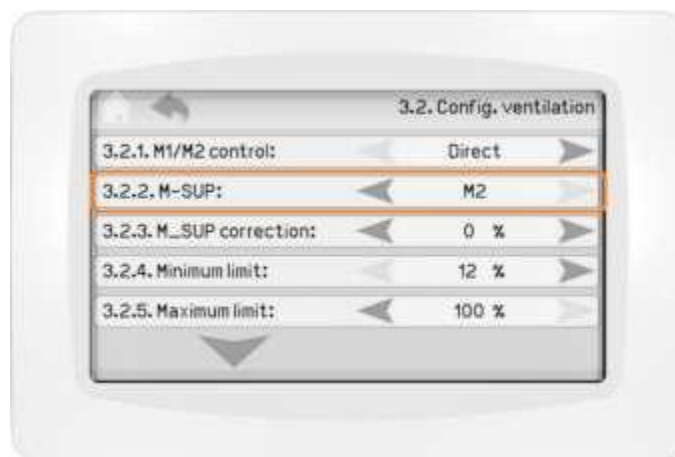 3.2. Config. ventilation
3.2.1. M1/M2 control: Direct
3.2.2. M-SUP: M2
3.2.3. M_SUP correction: 0 %
3.2.4. Minimum limit: 12 %
3.2.5. Maximum limit: 100 %